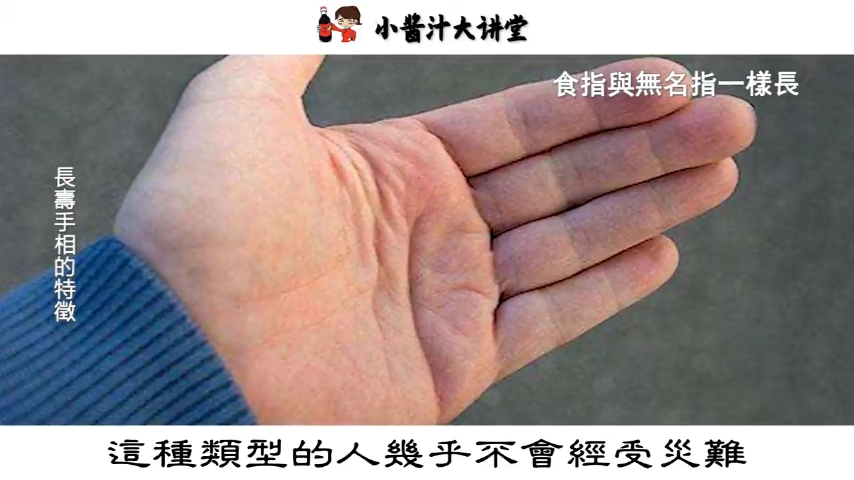 小醬汁大讲堂
食指與無名指一樣長
長壽手相的特徵
這種類型的人幾乎不會經受災難